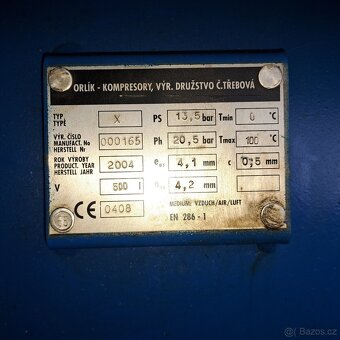 ORLÍK - KOMPRESORY, VÝR. DRUŽSTVO Č.TŘEBOVÁ
TYP
TYPE X PS 13,5 bar Tmin 0 °C
VÝR. ČÍSLO
MANUFACT. No 000165 Ph 20,5 bar Tmax 100 °C
HERSTELL Nr
ROK VÝROBY
PRODUCT. YEAR 2004 4,1 mm c 0,5 mm
HERSTELL JAHR
V 500 l 4,2 mm
CE 0408 MEDIUM: VZDUCH/AIR/LUFT
EN 286 - 1
© Bazos.cz